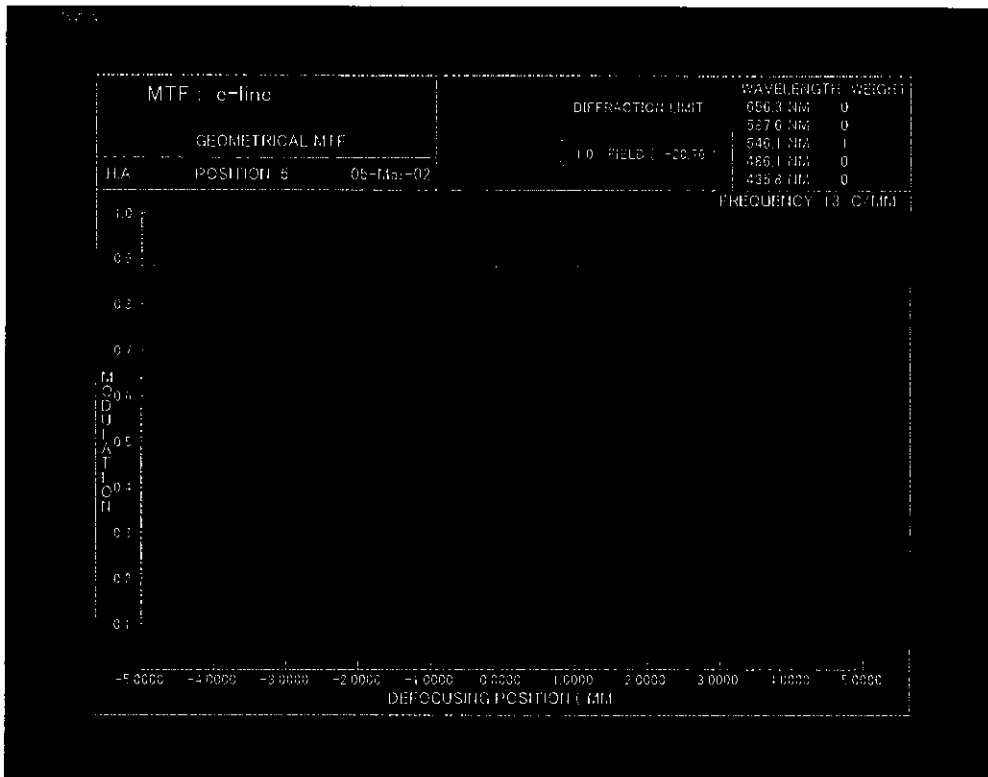 MTF : e-line
GEOMETRICAL MTF
H.A POSITION 6 05-Mar-02
DIFFRACTION LIMIT
1.0 FIELD
WAVELENGTH WEIGHT
656.3 NM 0
587.6 NM 0
546.1 NM 1
486.1 NM 0
435.8 NM 0
FREQUENCY 13 C/MM
1.0
0.9
0.8
0.7
0.6
0.5
0.4
0.3
0.2
0.1
MODULATION
-5.0000 -4.0000 -3.0000 -2.0000 -1.0000 0.0000 1.0000 2.0000 3.0000 4.0000 5.0000
DEFOCUSING POSITION ( MM